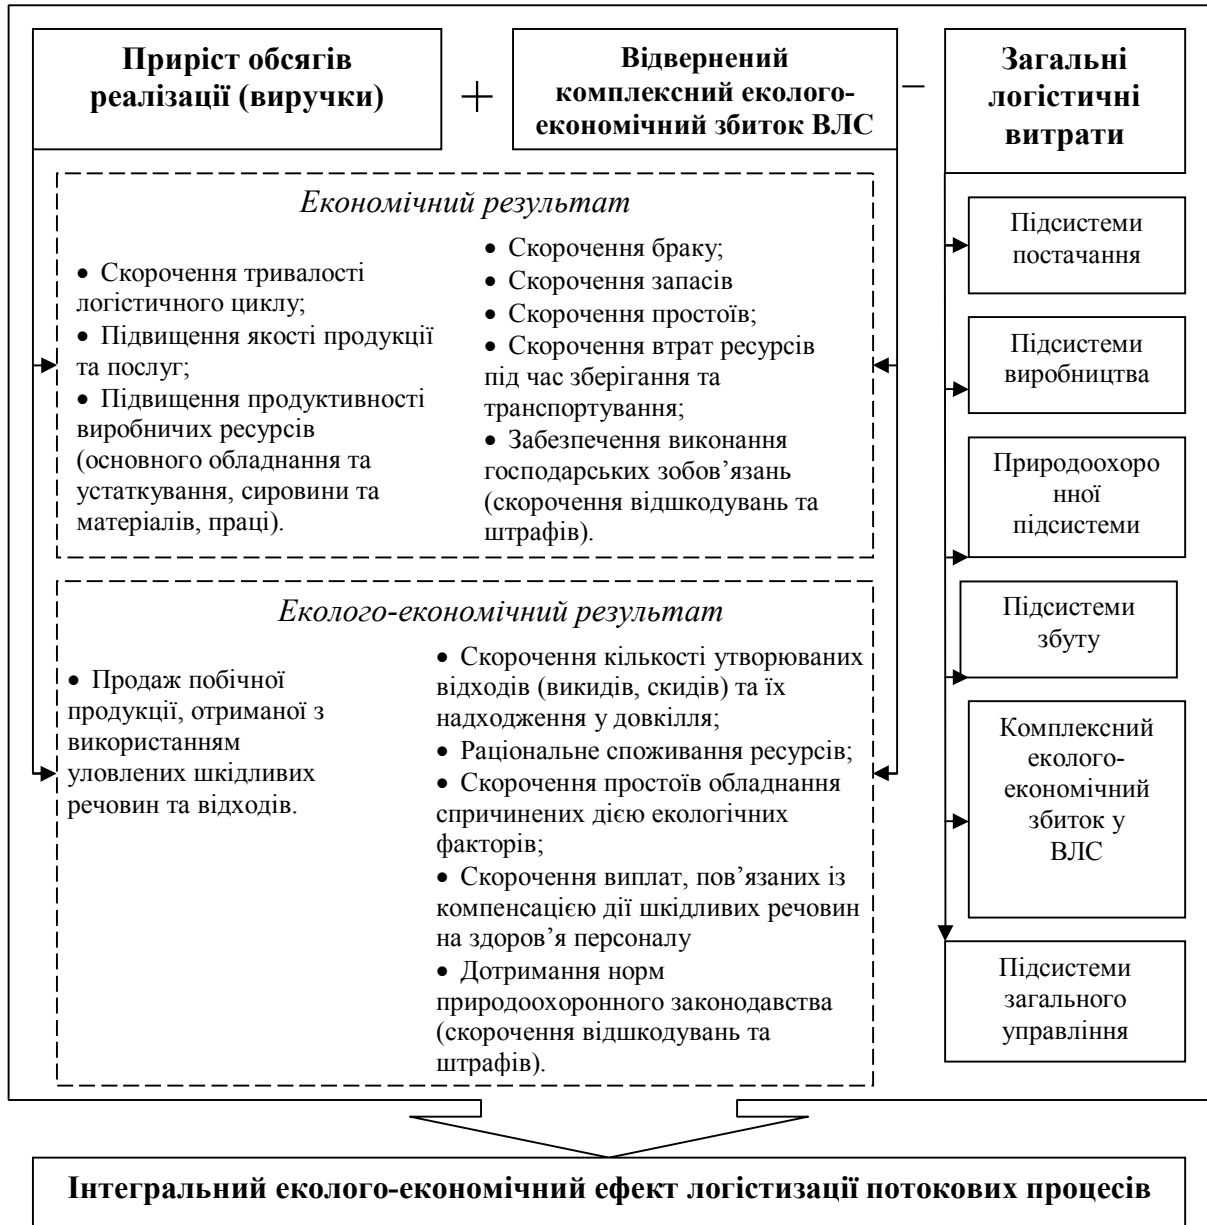 Приріст обсягів
реалізації (виручки)
+
Відвернений
комплексний еколого-
економічний збиток ВЛС
–
Загальні
логістичні
витрати
Економічний результат
• Скорочення тривалості
логістичного циклу;
• Підвищення якості продукції
та послуг;
• Підвищення продуктивності
виробничих ресурсів
(основного обладнання та
устаткування, сировини та
матеріалів, праці).
• Скорочення браку;
• Скорочення запасів
• Скорочення простоїв;
• Скорочення втрат ресурсів
під час зберігання та
транспортування;
• Забезпечення виконання
господарських зобов’язань
(скорочення відшкодувань та
штрафів).
Еколого-економічний результат
• Продаж побічної
продукції, отриманої з
використанням
уловлених шкідливих
речовин та відходів.
• Скорочення кількості утворюваних
відходів (викидів, скидів) та їх
надходження у довкілля;
• Раціональне споживання ресурсів;
• Скорочення простоїв обладнання
спричинених дією екологічних
факторів;
• Скорочення виплат, пов’язаних із
компенсацією дії шкідливих речовин
на здоров’я персоналу
• Дотримання норм
природоохоронного законодавства
(скорочення відшкодувань та
штрафів).
Підсистеми
постачання
Підсистеми
виробництва
Природоохоро
нної
підсистеми
Підсистеми
збуту
Комплексний
еколого-
економічний
збиток у
ВЛС
Підсистеми
загального
управління
Інтегральний еколого-економічний ефект логістизації потокових процесів